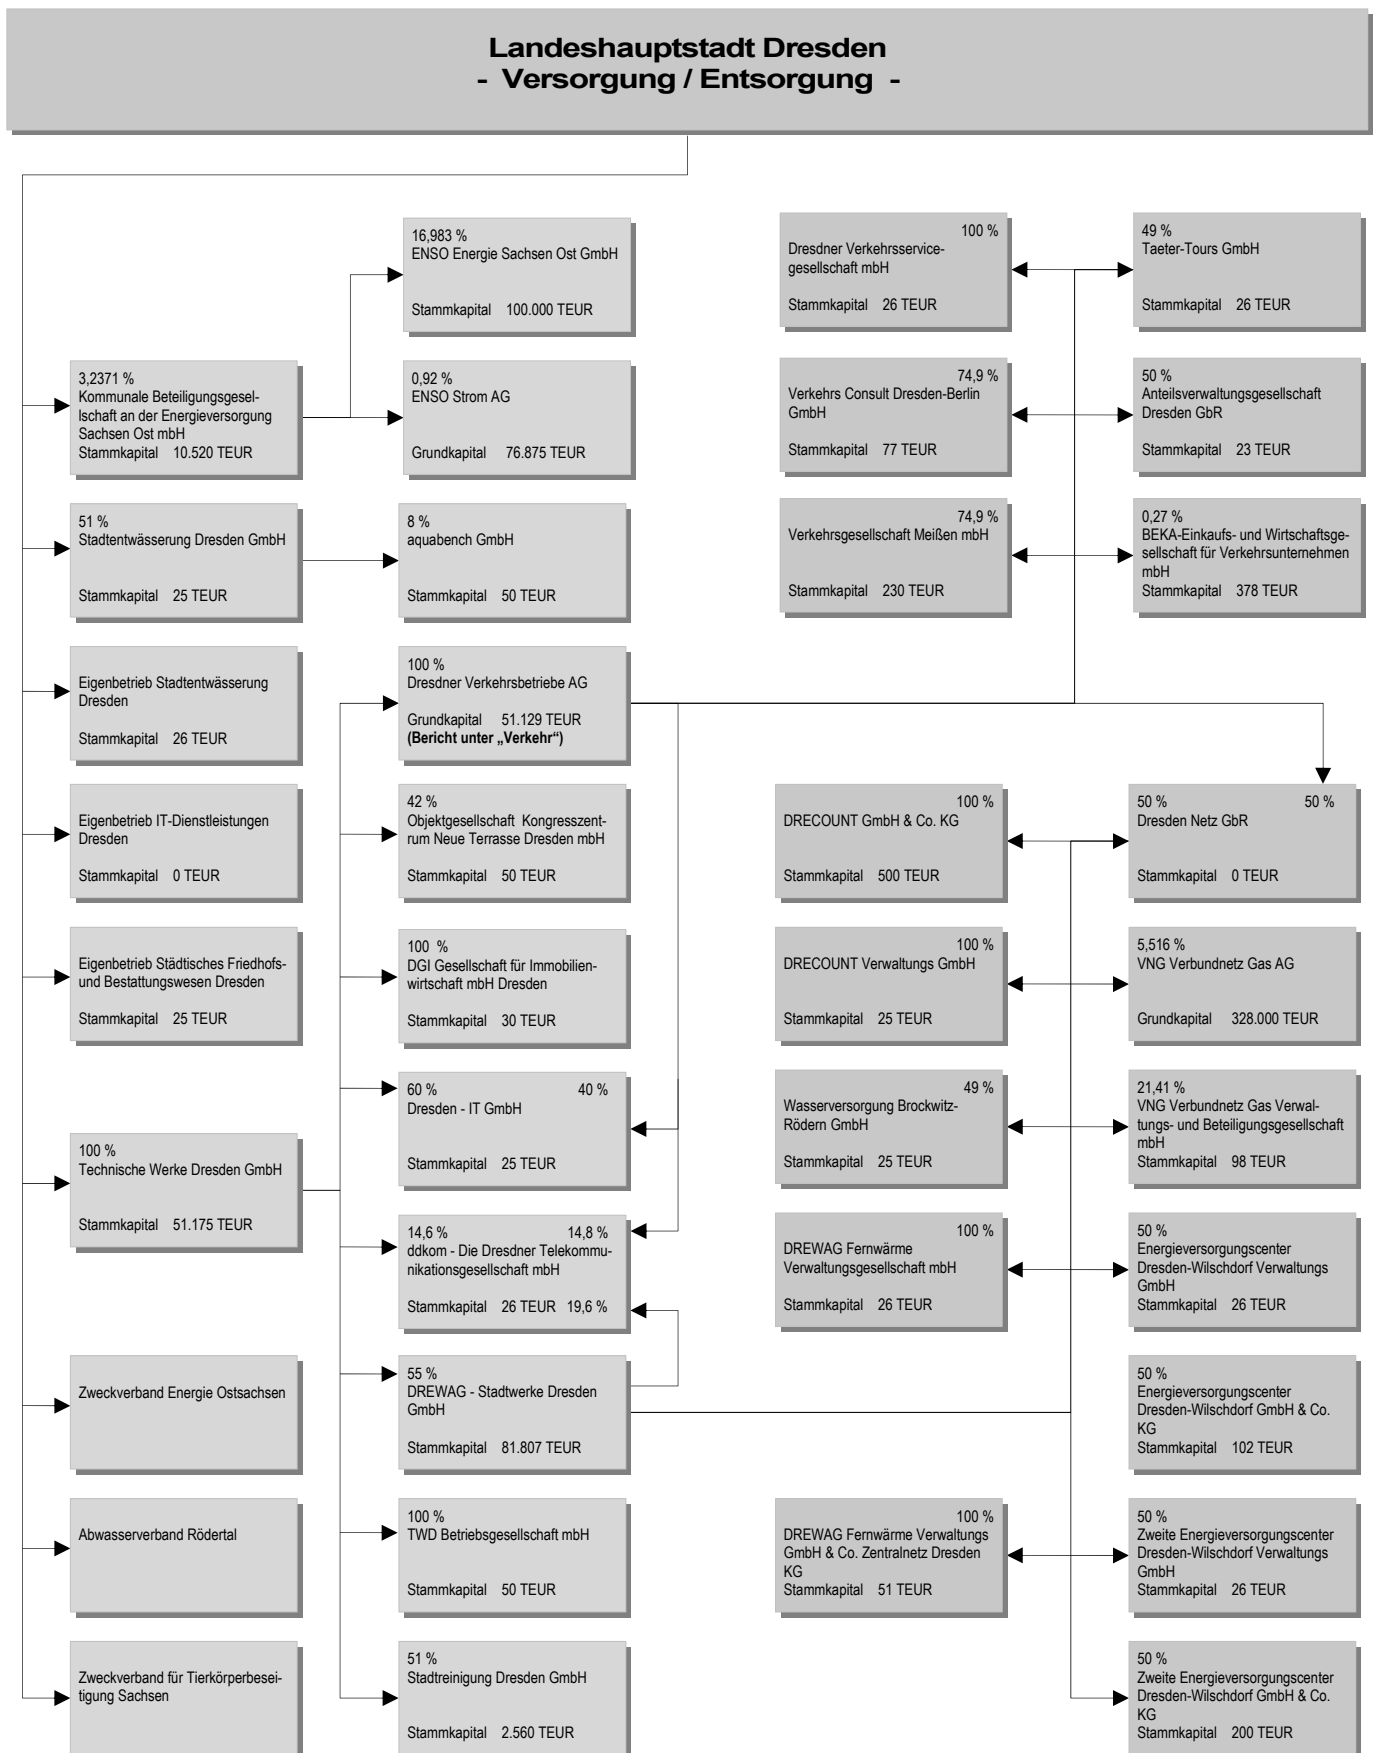 Landeshauptstadt Dresden
- Versorgung / Entsorgung -
16,983 %
ENSO Energie Sachsen Ost GmbH
Stammkapital 100.000 TEUR
100 %
Dresdner Verkehrsservice-
gesellschaft mbH
Stammkapital 26 TEUR
49 %
Taeter-Tours GmbH
Stammkapital 26 TEUR
3,2371 %
Kommunale Beteiligungsgesel-
lschaft an der Energieversorgung
Sachsen Ost mbH
Stammkapital 10.520 TEUR
0,92 %
ENSO Strom AG
Grundkapital 76.875 TEUR
74,9 %
Verkehrs Consult Dresden-Berlin
GmbH
Stammkapital 77 TEUR
50 %
Anteilsverwaltungsgesellschaft
Dresden GbR
Stammkapital 23 TEUR
51 %
Stadtentwässerung Dresden GmbH
Stammkapital 25 TEUR
8 %
aquabench GmbH
Stammkapital 50 TEUR
74,9 %
Verkehrsgesellschaft Meißen mbH
Stammkapital 230 TEUR
0,27 %
BEKA-Einkaufs- und Wirtschaftsge-
sellschaft für Verkehrsunternehmen
mbH
Stammkapital 378 TEUR
Eigenbetrieb Stadtentwässerung
Dresden
Stammkapital 26 TEUR
100 %
Dresdner Verkehrsbetriebe AG
Grundkapital 51.129 TEUR
(Bericht unter „Verkehr“)
Eigenbetrieb IT-Dienstleistungen
Dresden
Stammkapital 0 TEUR
42 %
Objektgesellschaft Kongresszent-
rum Neue Terrasse Dresden mbH
Stammkapital 50 TEUR
100 %
DRECOUNT GmbH & Co. KG
Stammkapital 500 TEUR
50 % 50 %
Dresden Netz GbR
Stammkapital 0 TEUR
Eigenbetrieb Städtisches Friedhofs-
und Bestattungswesen Dresden
Stammkapital 25 TEUR
100 %
DGI Gesellschaft für Immobilien-
wirtschaft mbH Dresden
Stammkapital 30 TEUR
100 %
DRECOUNT Verwaltungs GmbH
Stammkapital 25 TEUR
5,516 %
VNG Verbundnetz Gas AG
Grundkapital 328.000 TEUR
60 % 40 %
Dresden - IT GmbH
Stammkapital 25 TEUR
49 %
Wasserversorgung Brockwitz-
Rödern GmbH
Stammkapital 25 TEUR
21,41 %
VNG Verbundnetz Gas Verwal-
tungs- und Beteiligungsgesellschaft
mbH
Stammkapital 98 TEUR
100 %
Technische Werke Dresden GmbH
Stammkapital 51.175 TEUR
14,6 % 14,8 %
ddkom - Die Dresdner Telekommu-
nikationsgesellschaft mbH
Stammkapital 26 TEUR 19,6 %
100 %
DREWAG Fernwärme
Verwaltungsgesellschaft mbH
Stammkapital 26 TEUR
50 %
Energieversorgungscenter
Dresden-Wilschdorf Verwaltungs
GmbH
Stammkapital 26 TEUR
Zweckverband Energie Ostsachsen
55 %
DREWAG - Stadtwerke Dresden
GmbH
Stammkapital 81.807 TEUR
50 %
Energieversorgungscenter
Dresden-Wilschdorf GmbH & Co.
KG
Stammkapital 102 TEUR
Abwasserverband Rödertal
100 %
TWD Betriebsgesellschaft mbH
Stammkapital 50 TEUR
100 %
DREWAG Fernwärme Verwaltungs
GmbH & Co. Zentralnetz Dresden
KG
Stammkapital 51 TEUR
50 %
Zweite Energieversorgungscenter
Dresden-Wilschdorf Verwaltungs
GmbH
Stammkapital 26 TEUR
Zweckverband für Tierkörperbesei-
tigung Sachsen
51 %
Stadtreinigung Dresden GmbH
Stammkapital 2.560 TEUR
50 %
Zweite Energieversorgungscenter
Dresden-Wilschdorf GmbH & Co.
KG
Stammkapital 200 TEUR